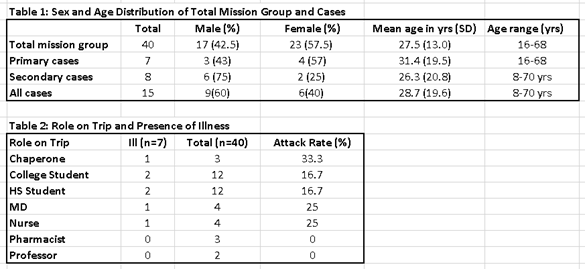 Table 1: Sex and Age Distribution of Total Mission Group and Cases
Total Male (%) Female (%) Mean age in yrs (SD) Age range (yrs)
Total mission group 40 17 (42.5) 23 (57.5) 27.5 (13.0) 16-68
Primary cases 7 3 (43) 4 (57) 31.4 (19.5) 16-68
Secondary cases 8 6 (75) 2 (25) 26.3 (20.8) 8-70 yrs
All cases 15 9(60) 6(40) 28.7 (19.6) 8-70 yrs
Table 2: Role on Trip and Presence of Illness
Role on Trip Ill (n=7) Total (n=40) Attack Rate (%)
Chaperone 1 3 33.3
College Student 2 12 16.7
HS Student 2 12 16.7
MD 1 4 25
Nurse 1 4 25
Pharmacist 0 3 0
Professor 0 2 0